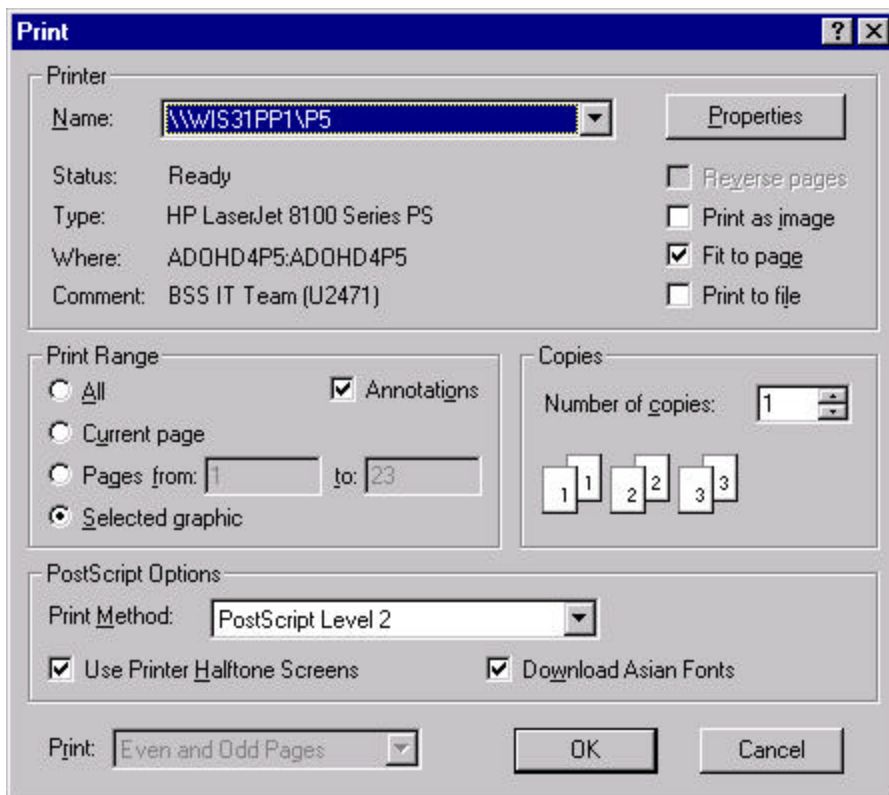 Print
Printer
Name: \\WIS31PP1\P5 Properties
Status: Ready Reverse pages
Type: HP LaserJet 8100 Series PS Print as image
Where: ADOHD4P5:ADOHD4P5 Fit to page
Comment: BSS IT Team (U2471) Print to file
Print Range
All Annotations
Current page
Pages from: 1 to: 23
Selected graphic
Copies
Number of copies: 1
1 1 2 2 3 3
PostScript Options
Print Method: PostScript Level 2
Use Printer Halftone Screens Download Asian Fonts
Print: Even and Odd Pages OK Cancel